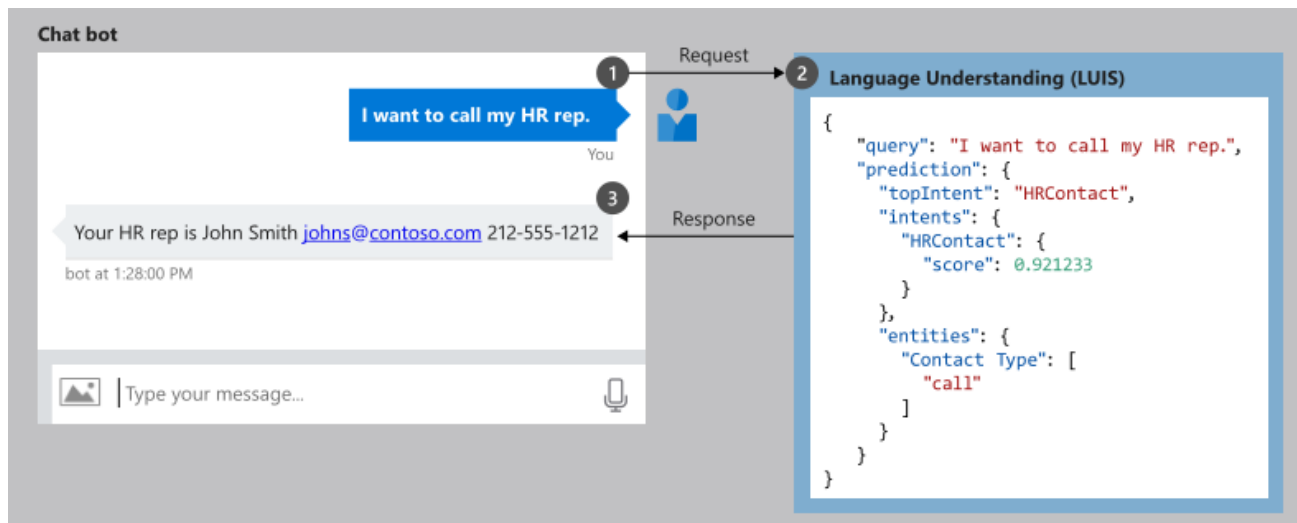 Chat bot
1
Request
2
Language Understanding (LUIS)
I want to call my HR rep.
You
3
Response
Your HR rep is John Smith johns@contoso.com 212-555-1212
bot at 1:28:00 PM
Type your message...
{
"query": "I want to call my HR rep.",
"prediction": {
"topIntent": "HRContact",
"intents": {
"HRContact": {
"score": 0.921233
}
},
"entities": {
"Contact Type": [
"call"
]
}
}
}